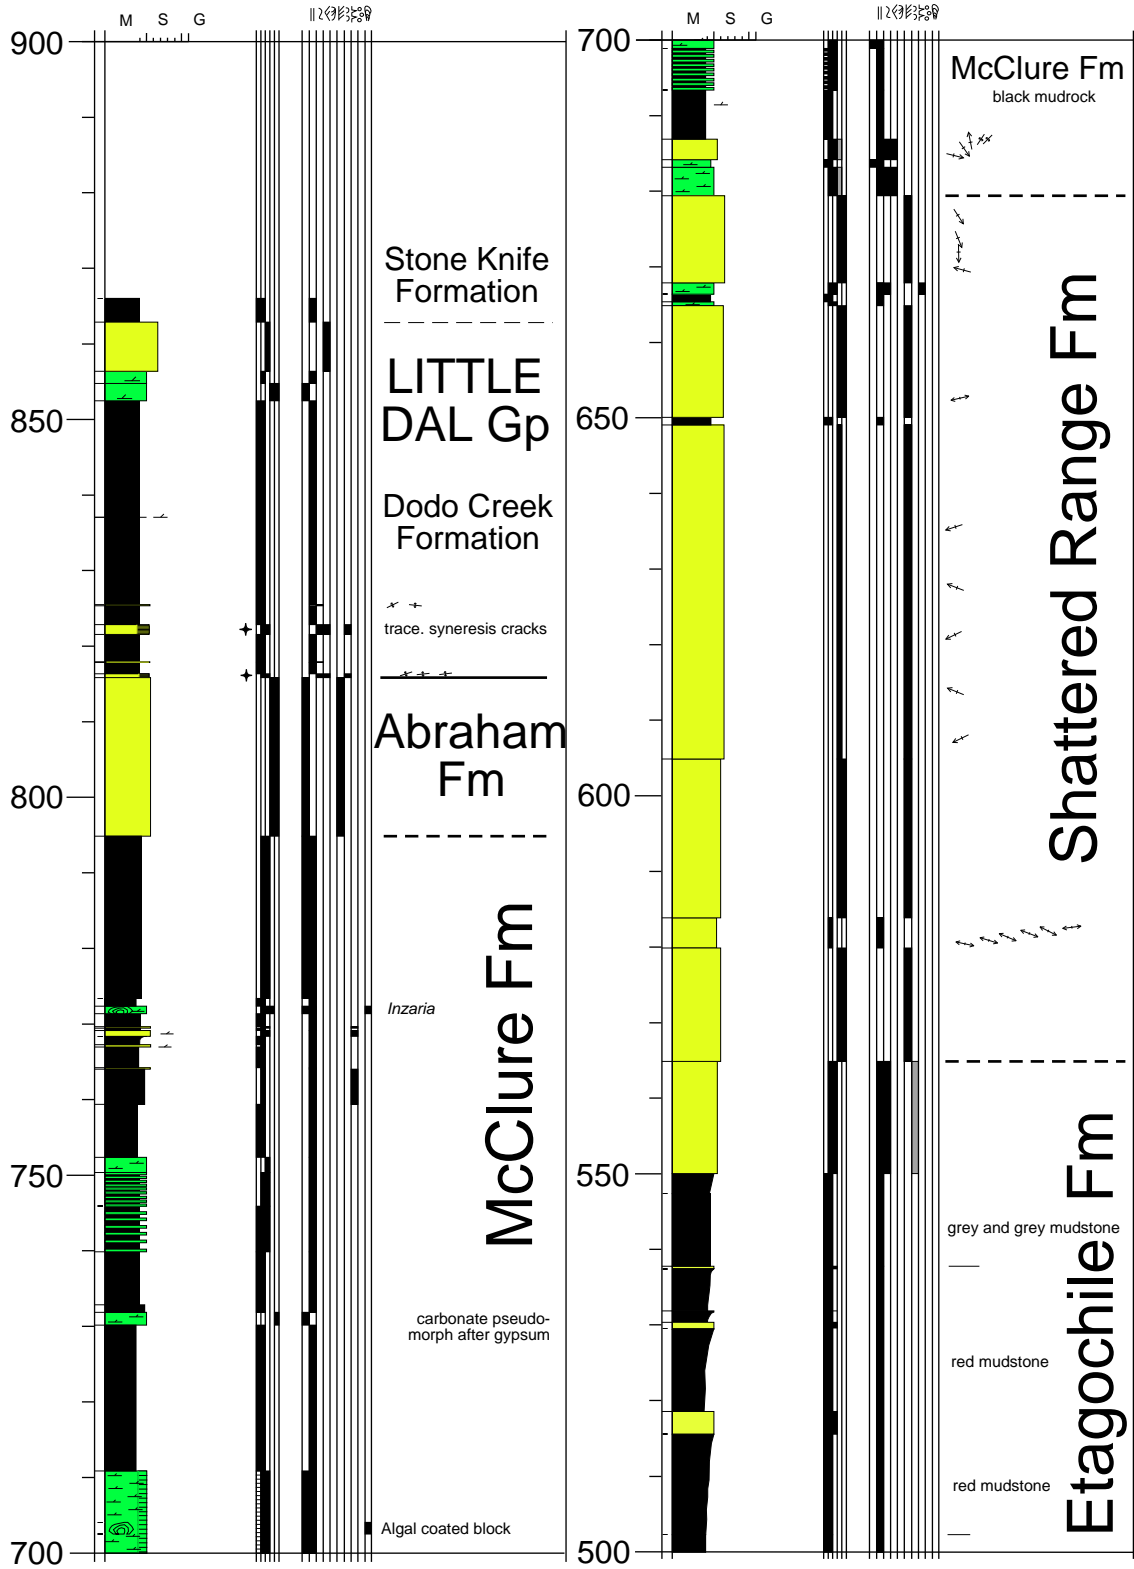 M S G
900
Stone Knife
Formation
LITTLE
DAL Gp
850
Dodo Creek
Formation
trace. syneresis cracks
Abraham
Fm
800
McClure Fm
Inzaria
750
carbonate pseudo-
morph after gypsum
Algal coated block
700
M S G
700
McClure Fm
black mudrock
Shattered Range Fm
650
600
550
Etagochile Fm
grey and grey mudstone
red mudstone
red mudstone
500